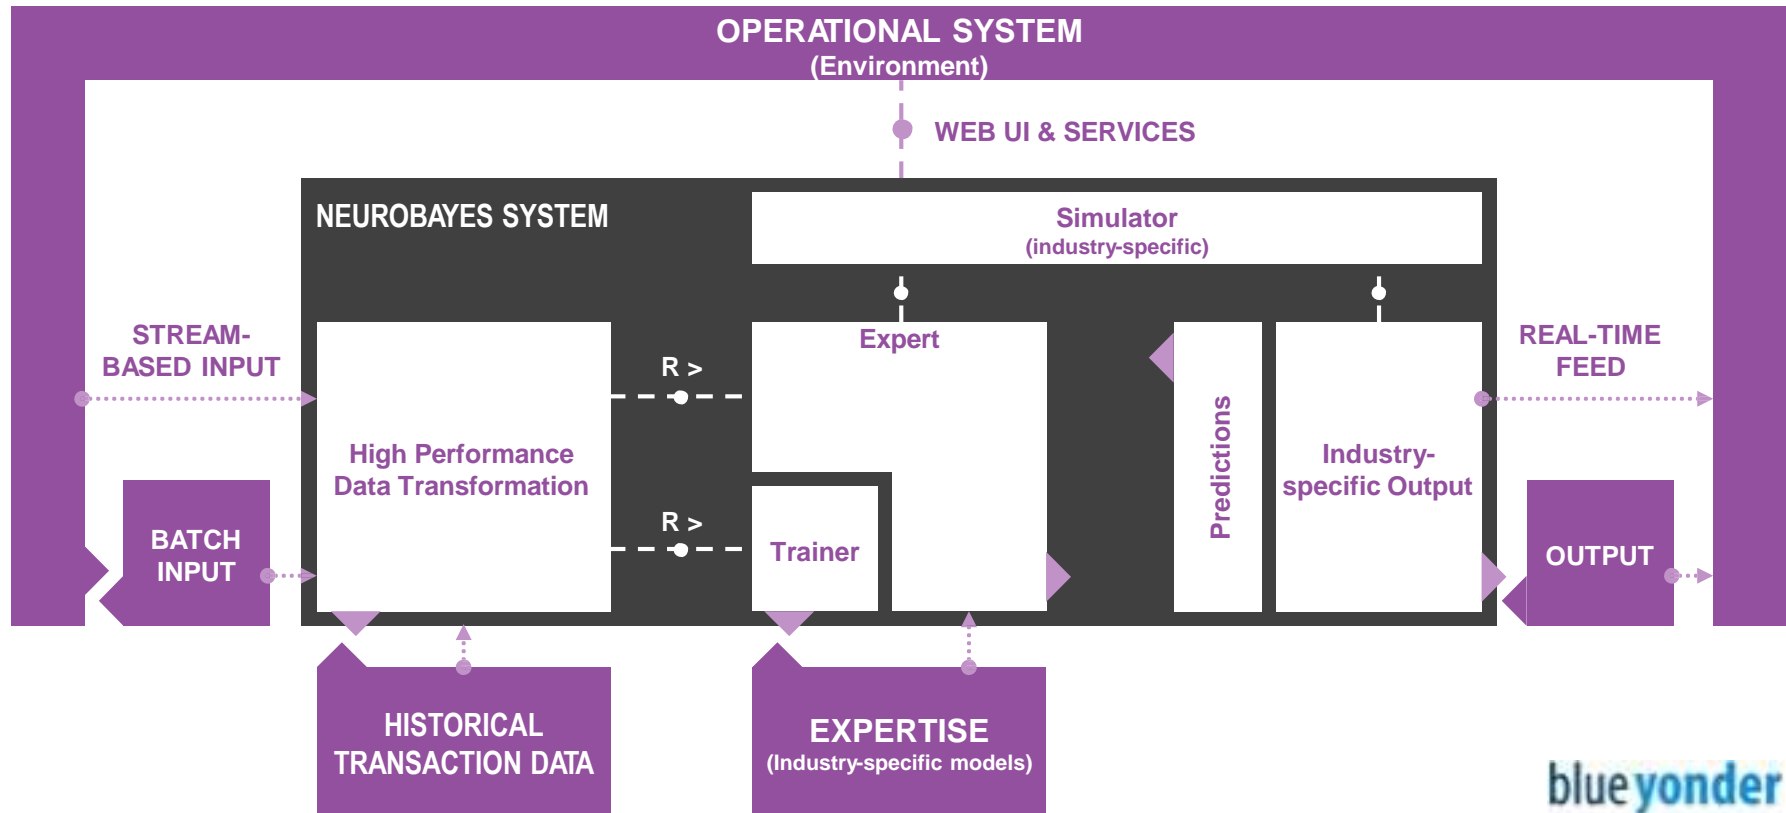 OPERATIONAL SYSTEM
(Environment)
WEB UI & SERVICES
NEUROBAYES SYSTEM
Simulator
(industry-specific)
STREAM-
BASED INPUT
R >
Expert
REAL-TIME
FEED
High Performance
Data Transformation
Predictions
Industry-
specific Output
BATCH
INPUT
R >
Trainer
OUTPUT
HISTORICAL
TRANSACTION DATA
EXPERTISE
(Industry-specific models)
blueyonder